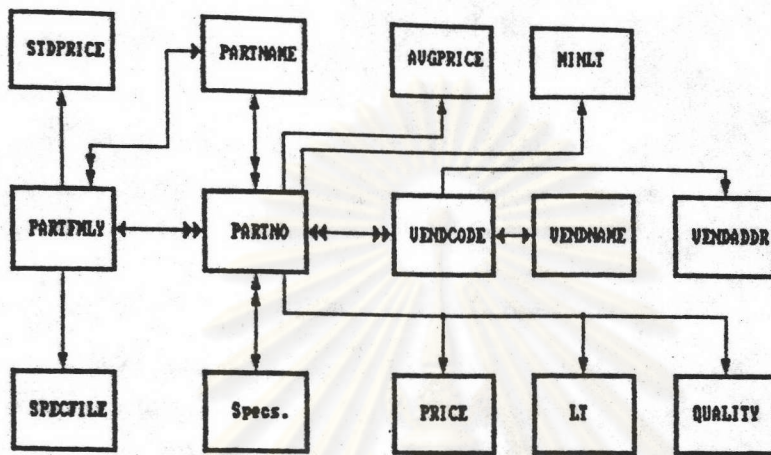 STDPRICE
PARTNAME
AVGPRICE
MINLT
PARTFMLY
PARTNO
VENDCODE
VENDNAME
VENDADDR
SPECFILE
Specs.
PRICE
LT
QUALITY